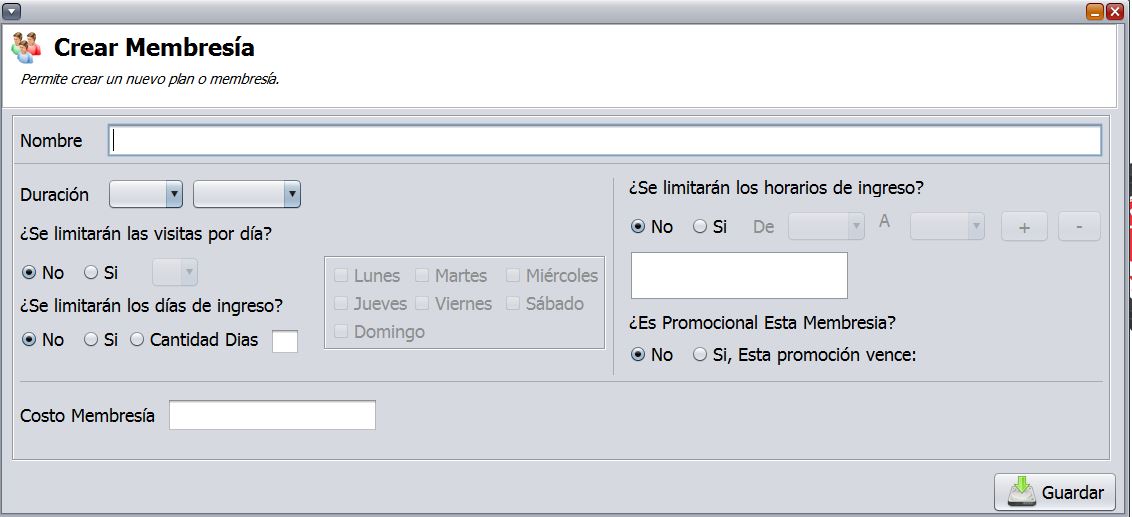 Crear Membresía
Permite crear un nuevo plan o membresía.
Nombre
Duración
¿Se limitarán las visitas por día?
No Si
¿Se limitarán los días de ingreso?
No Si Cantidad Dias
Lunes Martes Miércoles
Jueves Viernes Sábado
Domingo
¿Se limitarán los horarios de ingreso?
No Si De A + -
¿Es Promocional Esta Membresia?
No Si, Esta promoción vence:
Costo Membresía
Guardar